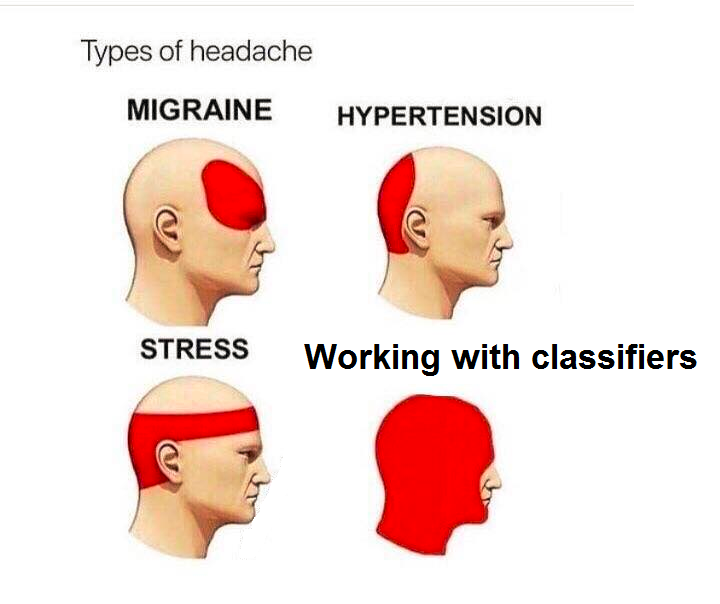 Types of headache
MIGRAINE
HYPERTENSION
STRESS
Working with classifiers